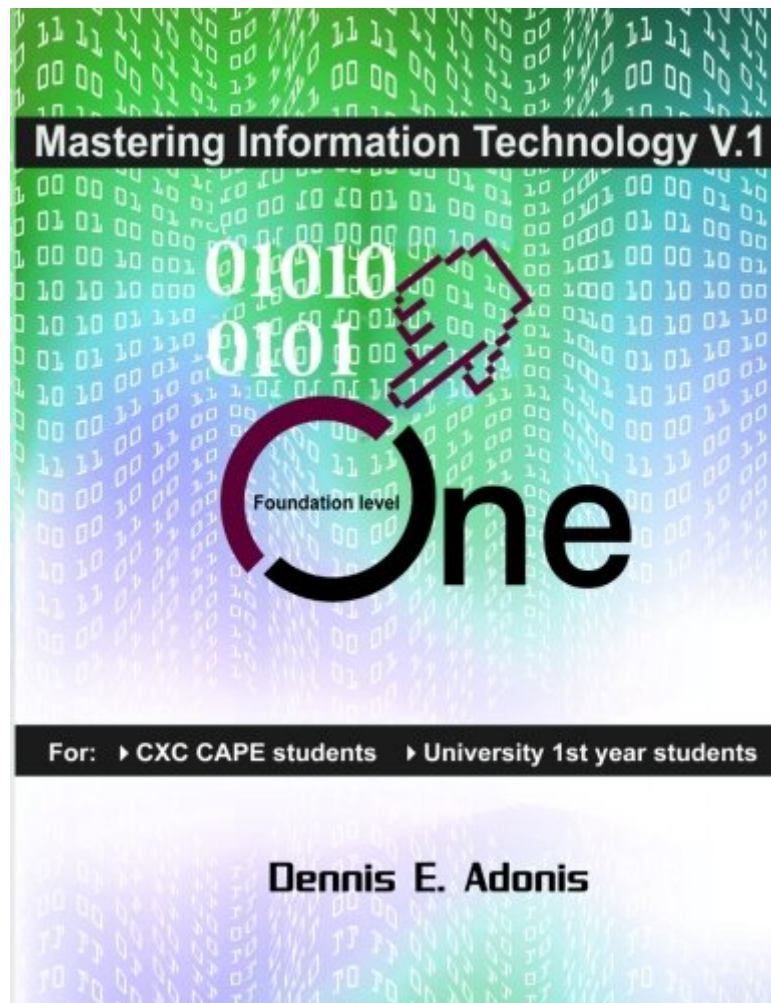 Mastering Information Technology V.1
01010
0101
Foundation level
One
For: ▸ CXC CAPE students ▸ University 1st year students
Dennis E. Adonis